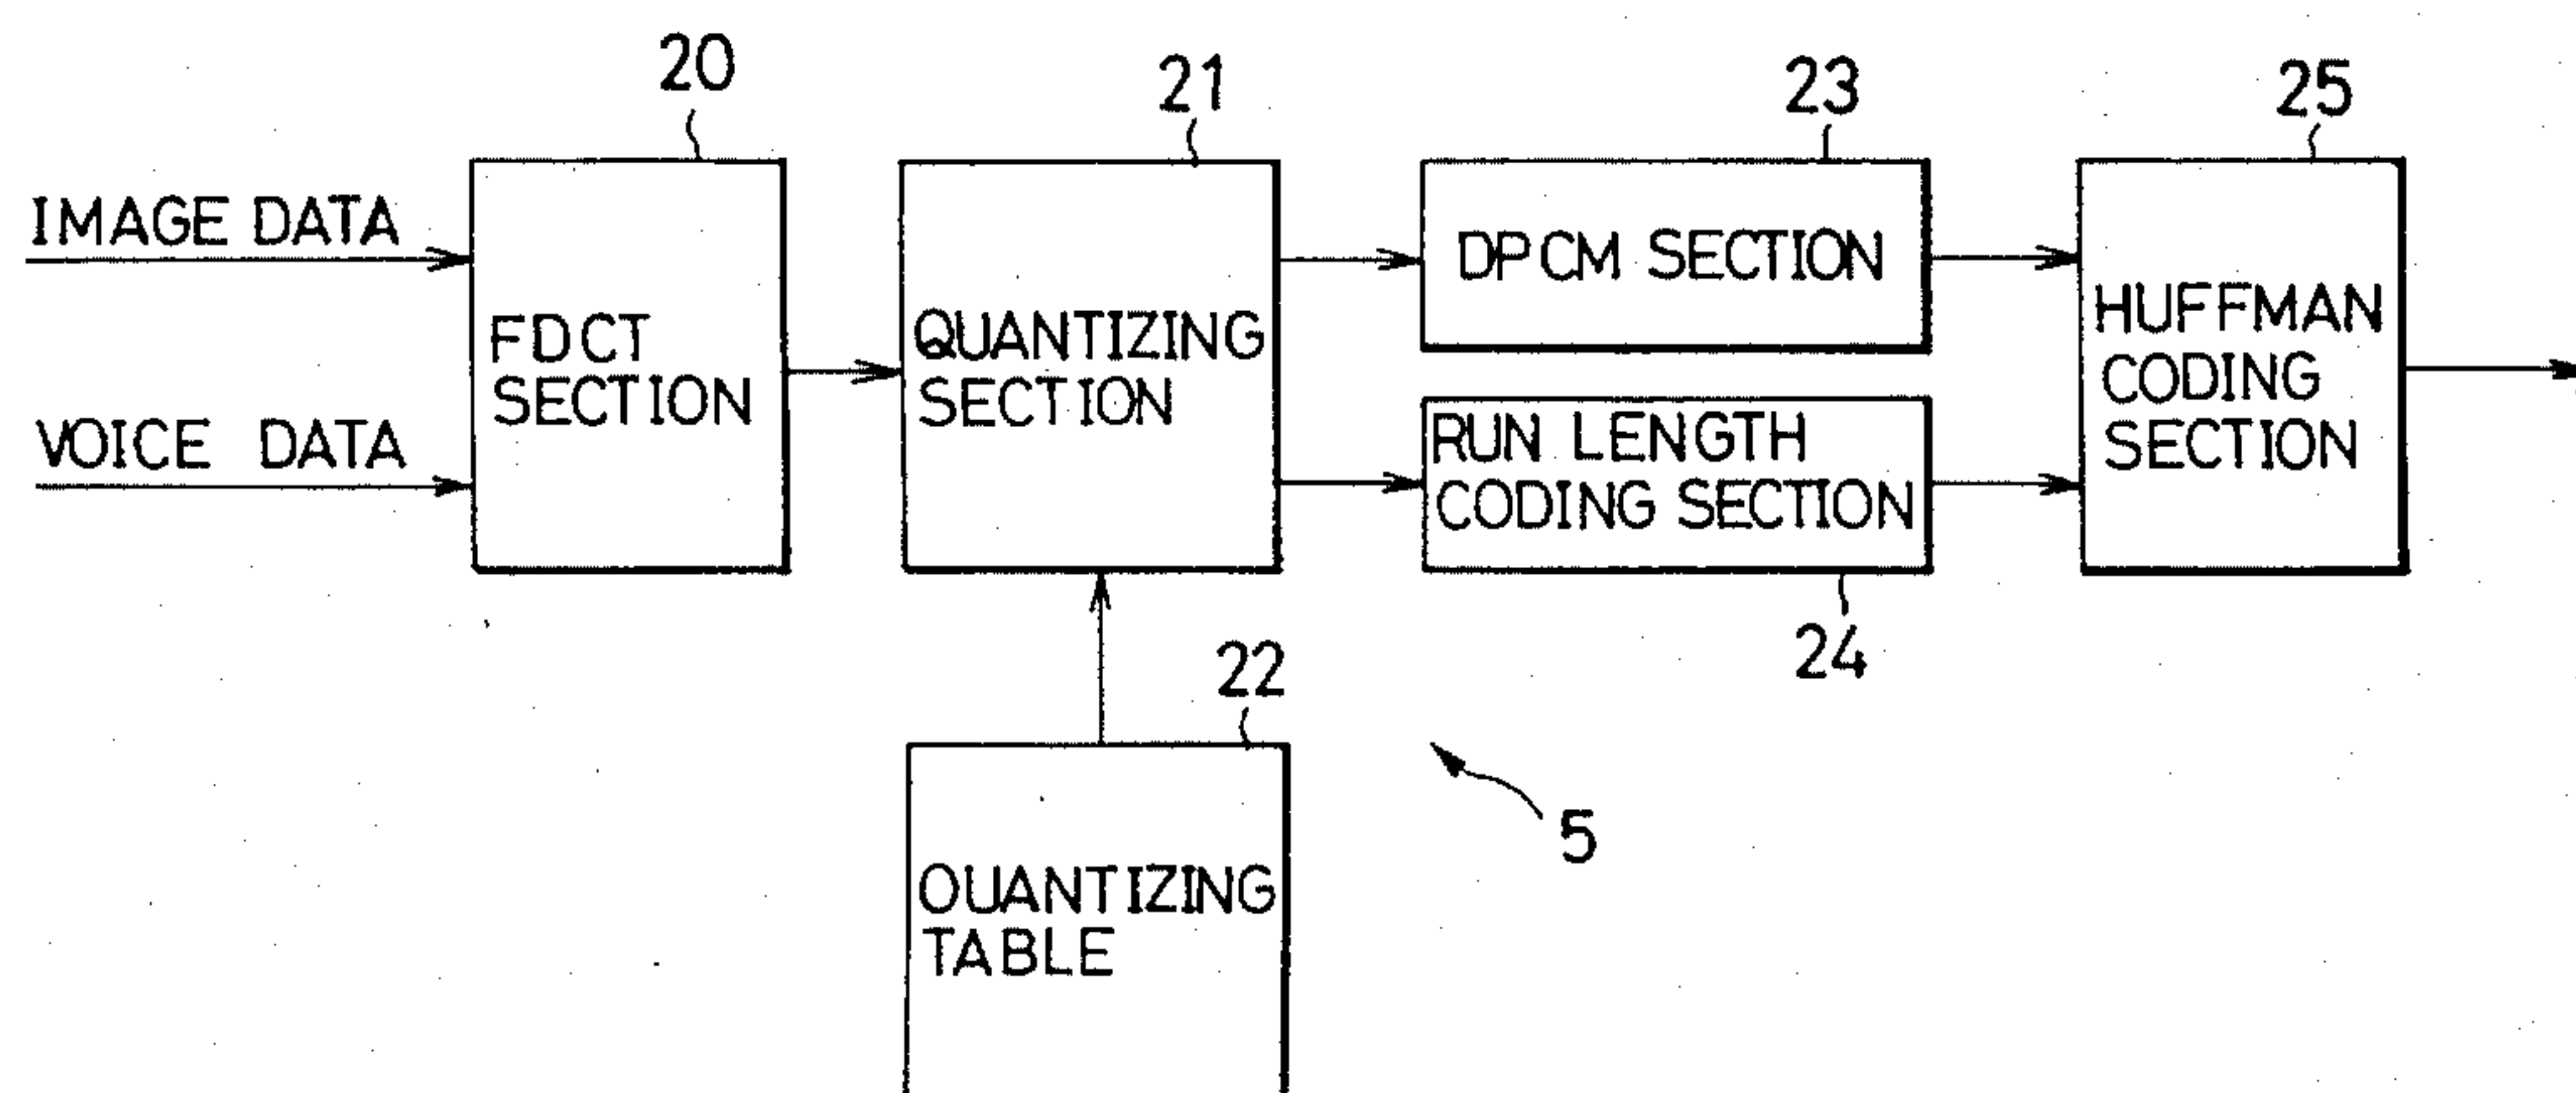 20
21
23
25
IMAGE DATA
VOICE DATA
FDCT
SECTION
QUANTIZING
SECTION
DPCM SECTION
RUN LENGTH
CODING SECTION
HUFFMAN
CODING
SECTION
24
22
5
QUANTIZING
TABLE